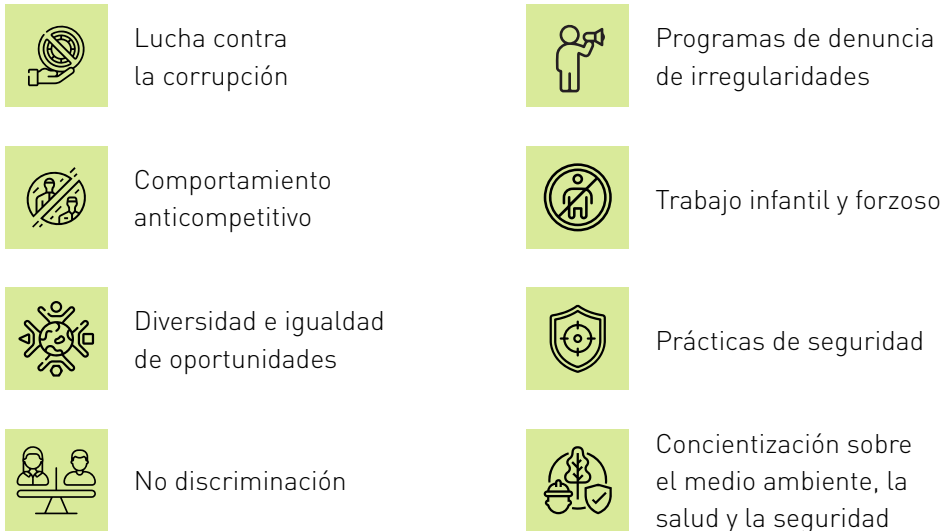 Lucha contra
la corrupción
Programas de denuncia
de irregularidades
Comportamiento
anticompetitivo
Trabajo infantil y forzoso
Diversidad e igualdad
de oportunidades
Prácticas de seguridad
No discriminación
Concientización sobre
el medio ambiente, la
salud y la seguridad